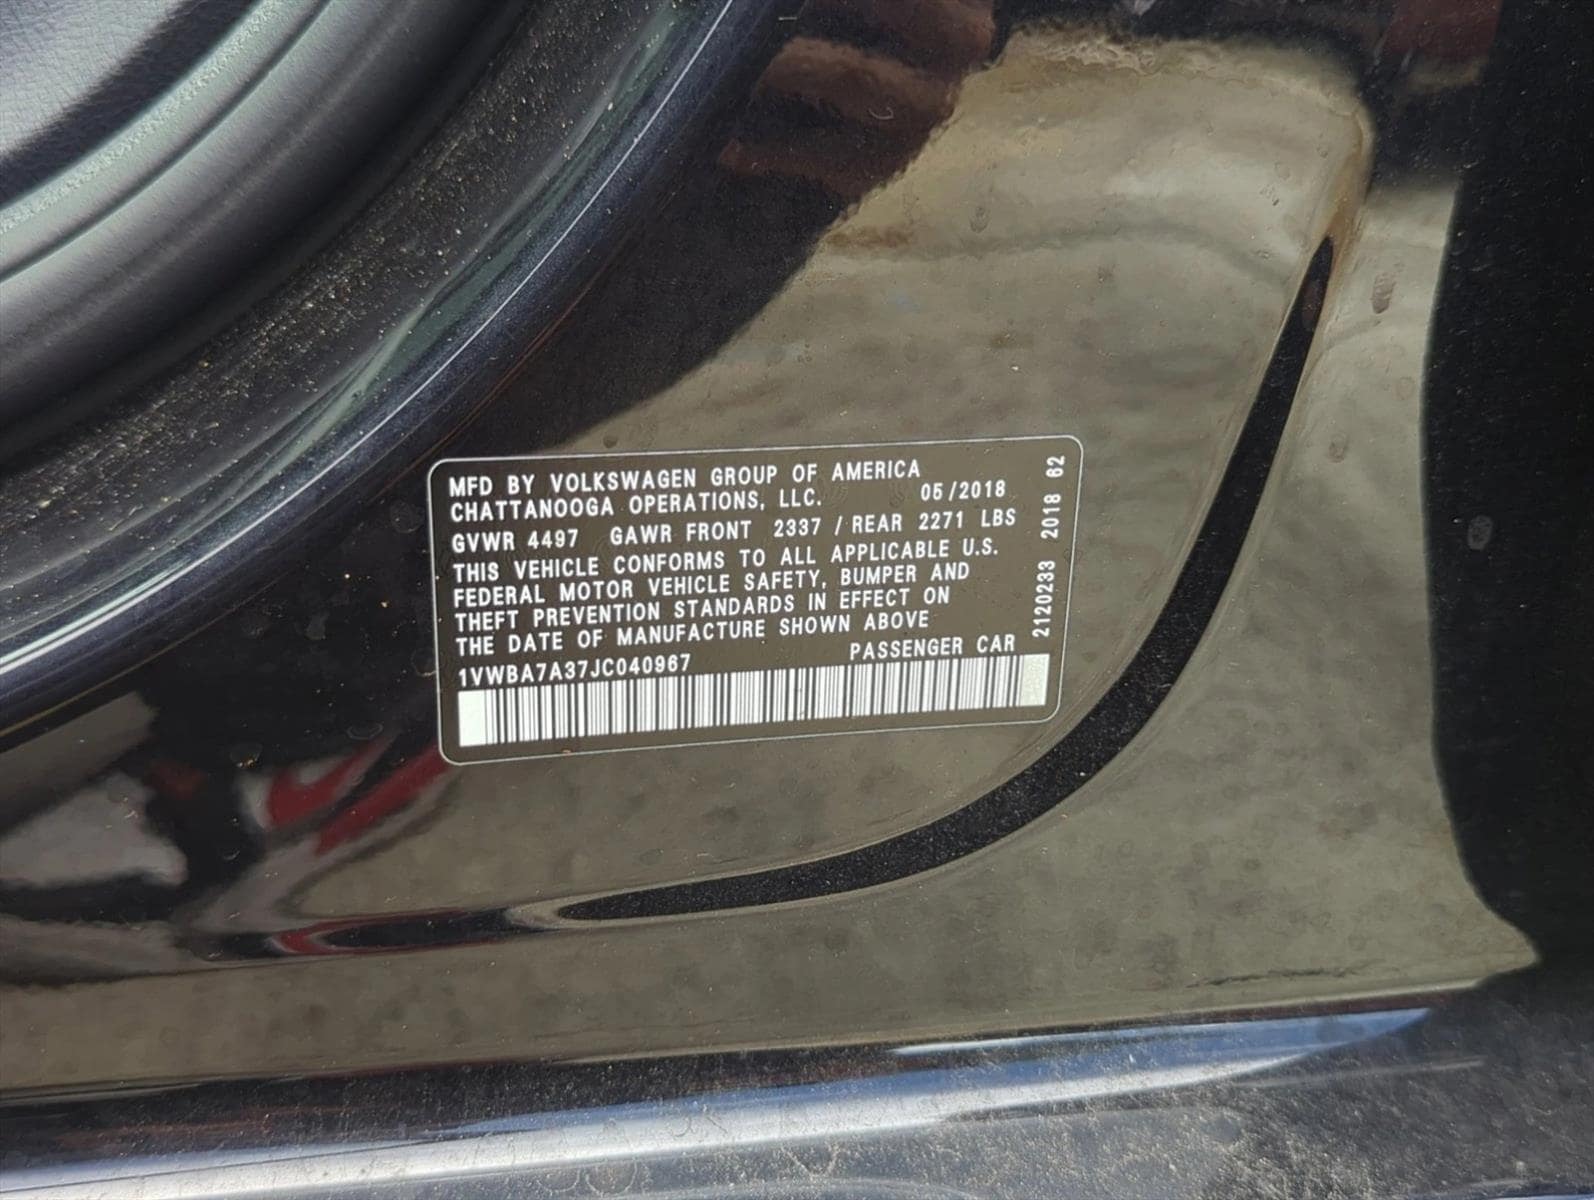 MFD BY VOLKSWAGEN GROUP OF AMERICA
CHATTANOOGA OPERATIONS, LLC. 05/2018
GVWR 4497 GAWR FRONT 2337 / REAR 2271 LBS
THIS VEHICLE CONFORMS TO ALL APPLICABLE U.S.
FEDERAL MOTOR VEHICLE SAFETY, BUMPER AND
THEFT PREVENTION STANDARDS IN EFFECT ON
THE DATE OF MANUFACTURE SHOWN ABOVE
1VWBA7A37JC040967 PASSENGER CAR
2120233 2018 62